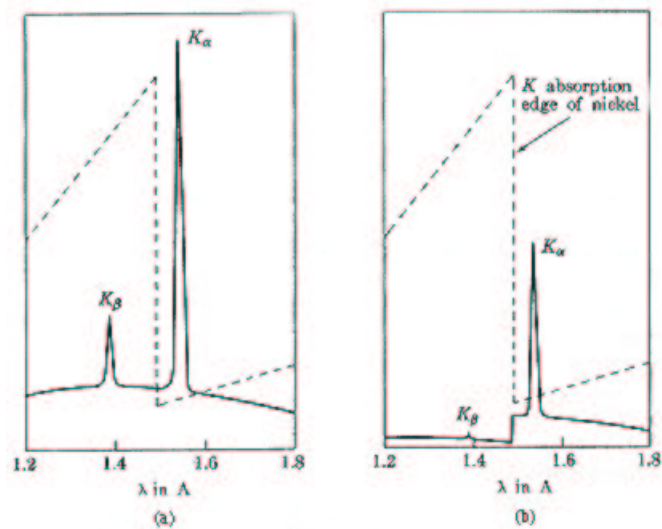 Kα
Kβ
1.2 1.4 1.6 1.8
λ in A
(a)
K absorption
edge of nickel
Kα
Kβ
1.2 1.4 1.6 1.8
λ in A
(b)